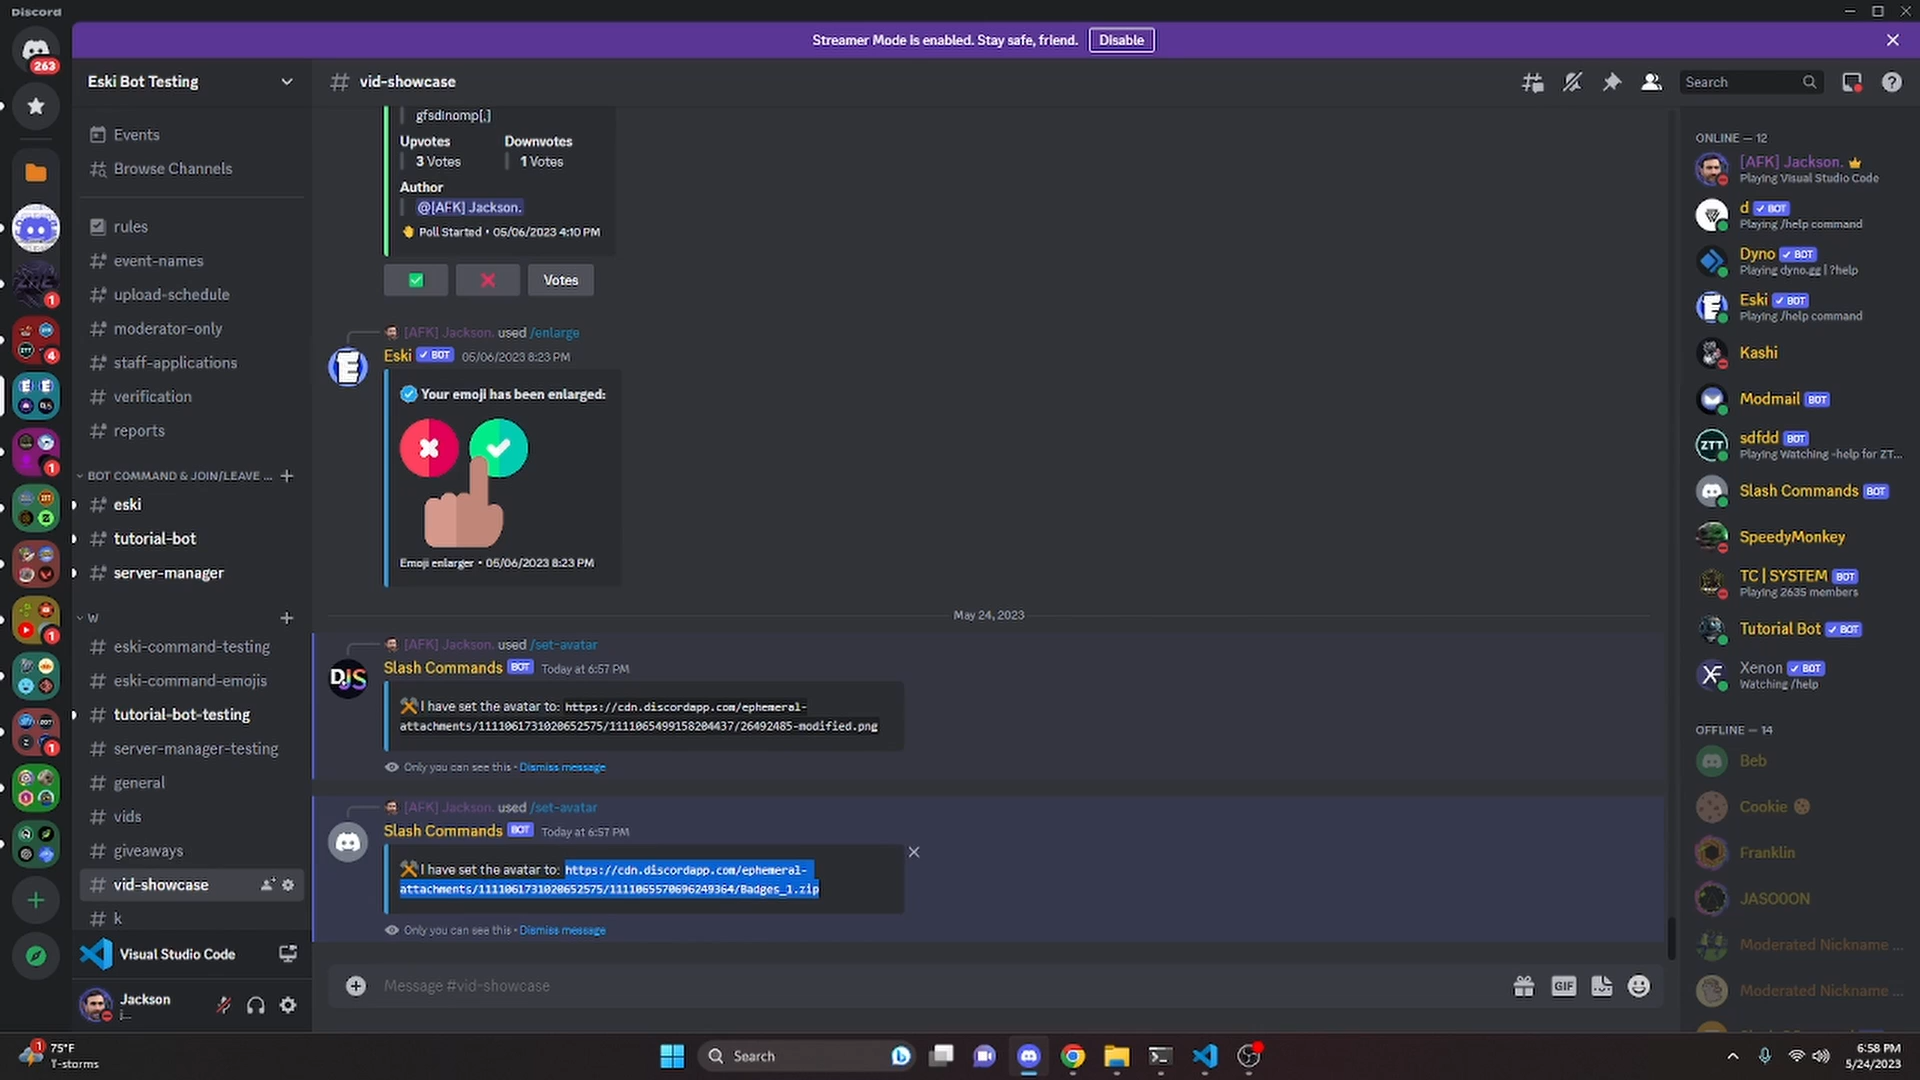 Discord
Streamer Mode is enabled. Stay safe, friend.
Disable
263
Eski Bot Testing
vid-showcase
Search
Events
Browse Channels
rules
event-names
upload-schedule
moderator-only
staff-applications
verification
reports
BOT COMMAND & JOIN/LEAVE ...
eski
tutorial-bot
server-manager
W
eski-command-testing
eski-command-emojis
tutorial-bot-testing
server-manager-testing
general
vids
giveaways
vid-showcase
k
Visual Studio Code
Jackson
j...
1
4
1
1
1
gfsdinomp[;]
Upvotes
Downvotes
3 Votes
1 Votes
Author
@[AFK] Jackson.
Poll Started • 05/06/2023 4:10 PM
Votes
[AFK] Jackson. used /enlarge
Eski BOT 05/06/2023 8:23 PM
Your emoji has been enlarged:
Emoji enlarger • 05/06/2023 8:23 PM
May 24, 2023
[AFK] Jackson. used /set-avatar
DJS
Slash Commands BOT Today at 6:57 PM
I have set the avatar to: https://cdn.discordapp.com/ephemeral-
attachments/1111061731020652575/1111065499158204437/26492485-modified.png
Only you can see this • Dismiss message
[AFK] Jackson. used /set-avatar
Slash Commands BOT Today at 6:57 PM
I have set the avatar to: https://cdn.discordapp.com/ephemeral-
attachments/1111061731020652575/1111065570696249364/Badges_1.zip
Only you can see this • Dismiss message
Message #vid-showcase
GIF
ONLINE — 12
[AFK] Jackson.
Playing Visual Studio Code
d BOT
Playing /help command
Dyno BOT
Playing dyno.gg | ?help
Eski BOT
Playing /help command
Kashi
Modmail BOT
ZTT
sdfdd BOT
Playing Watching -help for ZT...
Slash Commands BOT
SpeedyMonkey
TC | SYSTEM BOT
Playing 2635 members
Tutorial Bot BOT
Xenon BOT
Watching /help
OFFLINE — 14
Beb
Cookie
Franklin
JASO0ON
Moderated Nickname ...
Moderated Nickname ...
1
75°F
T-storms
Search
6:58 PM
5/24/2023